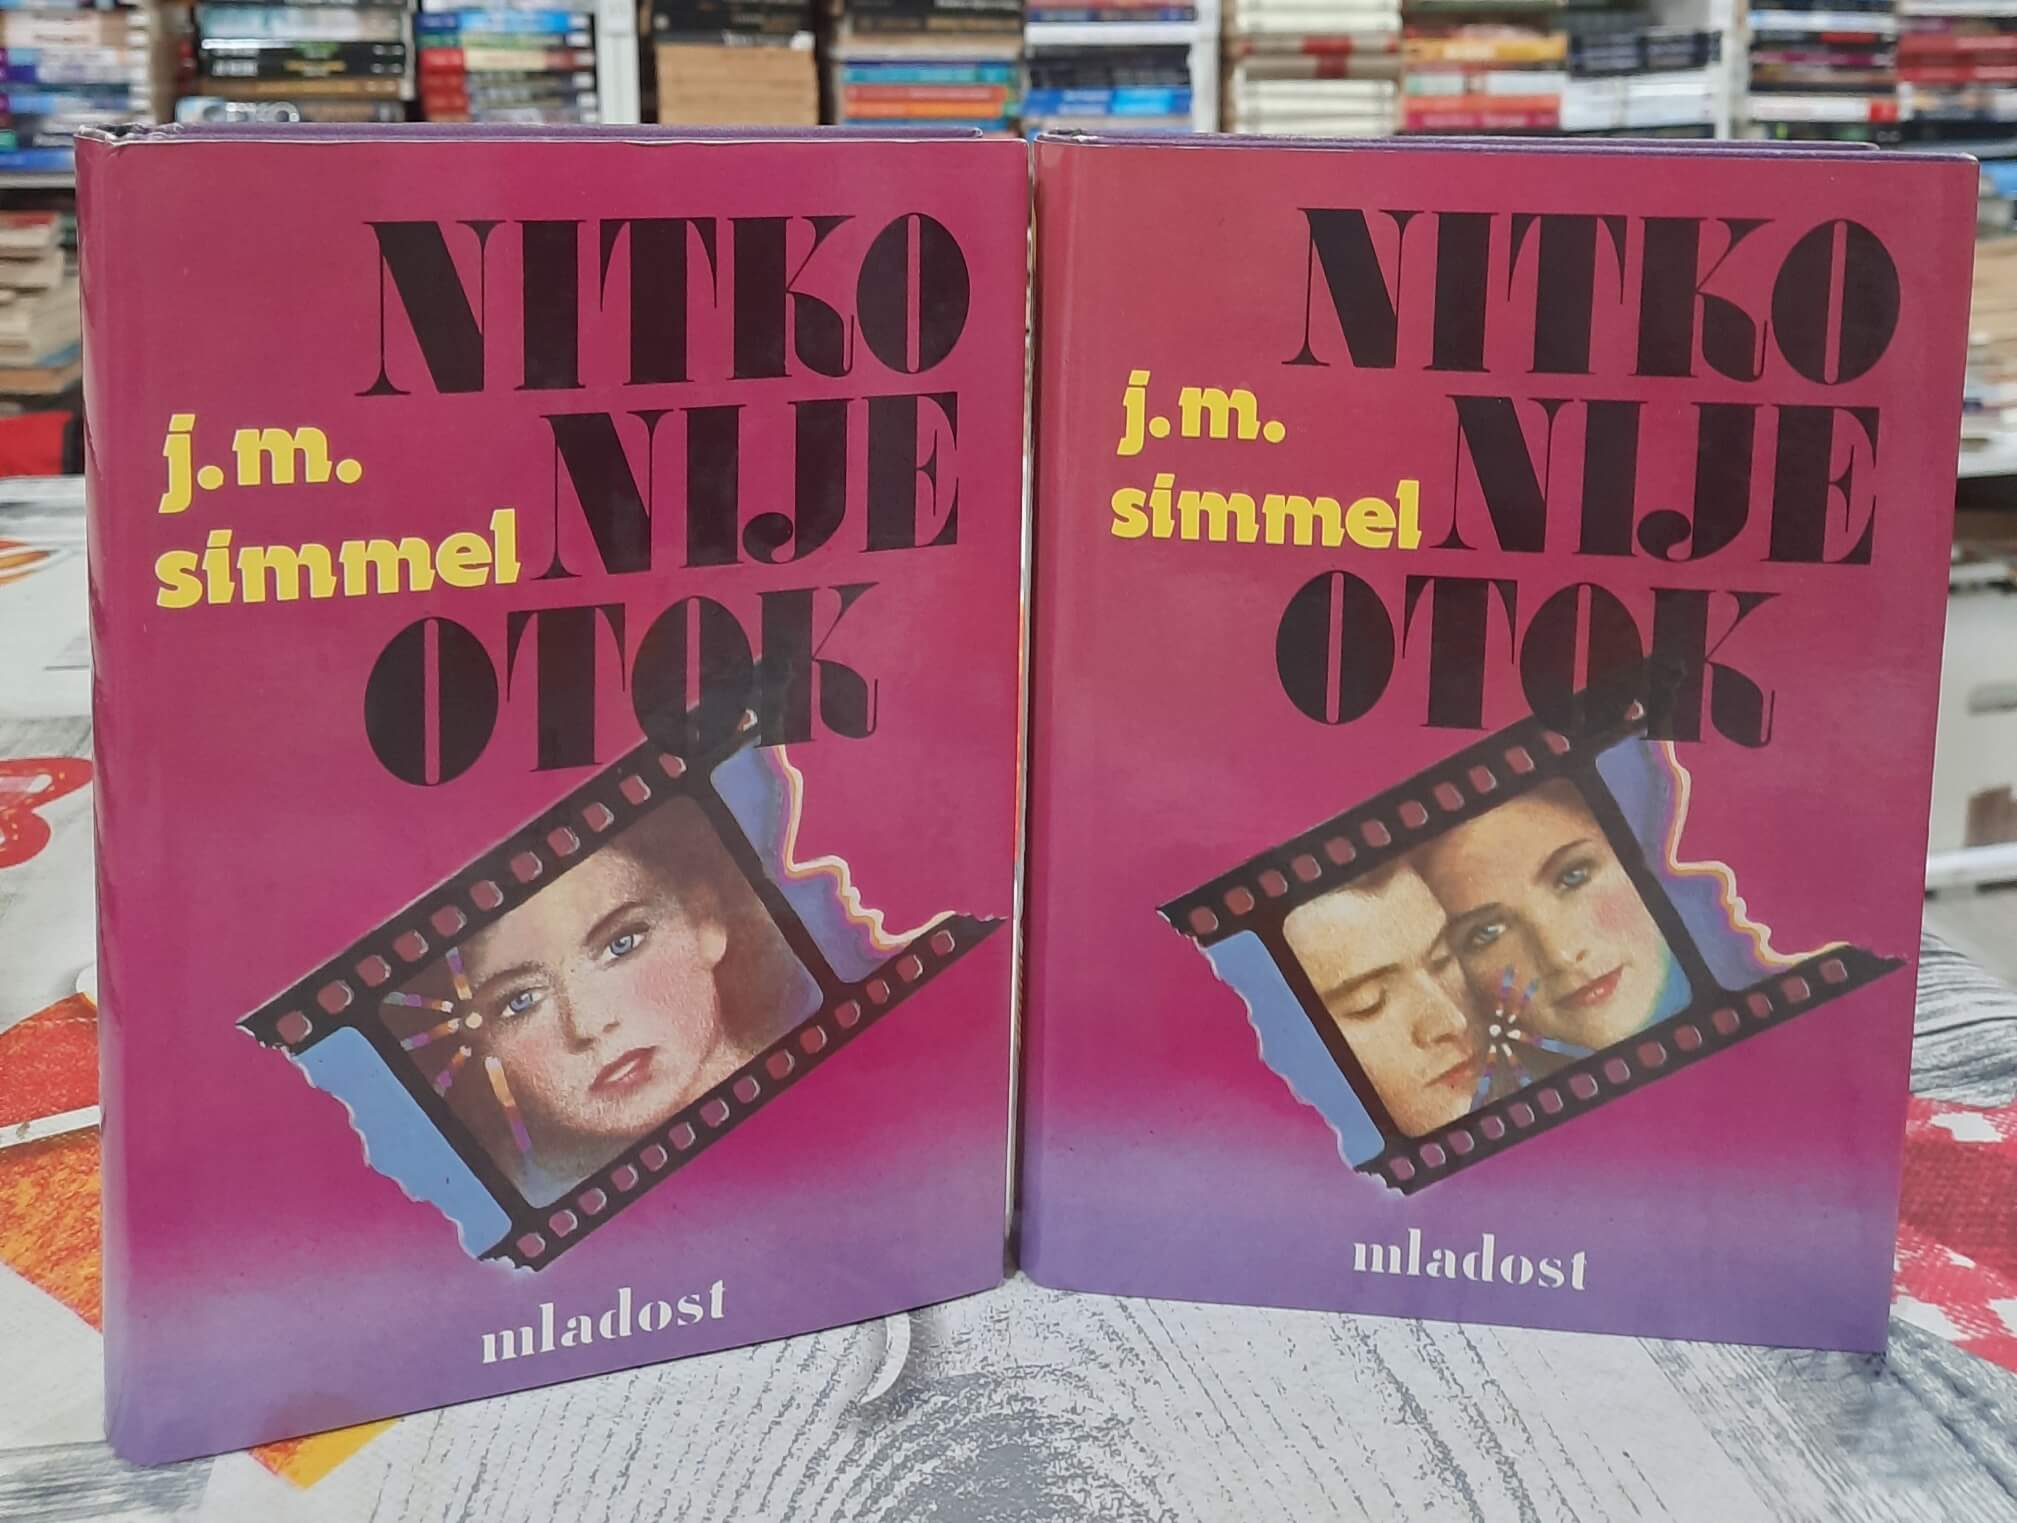 NITKO
j.m.
simmel NIJE
OTOK
mladost
NITKO
j.m.
simmel NIJE
OTOK
mladost